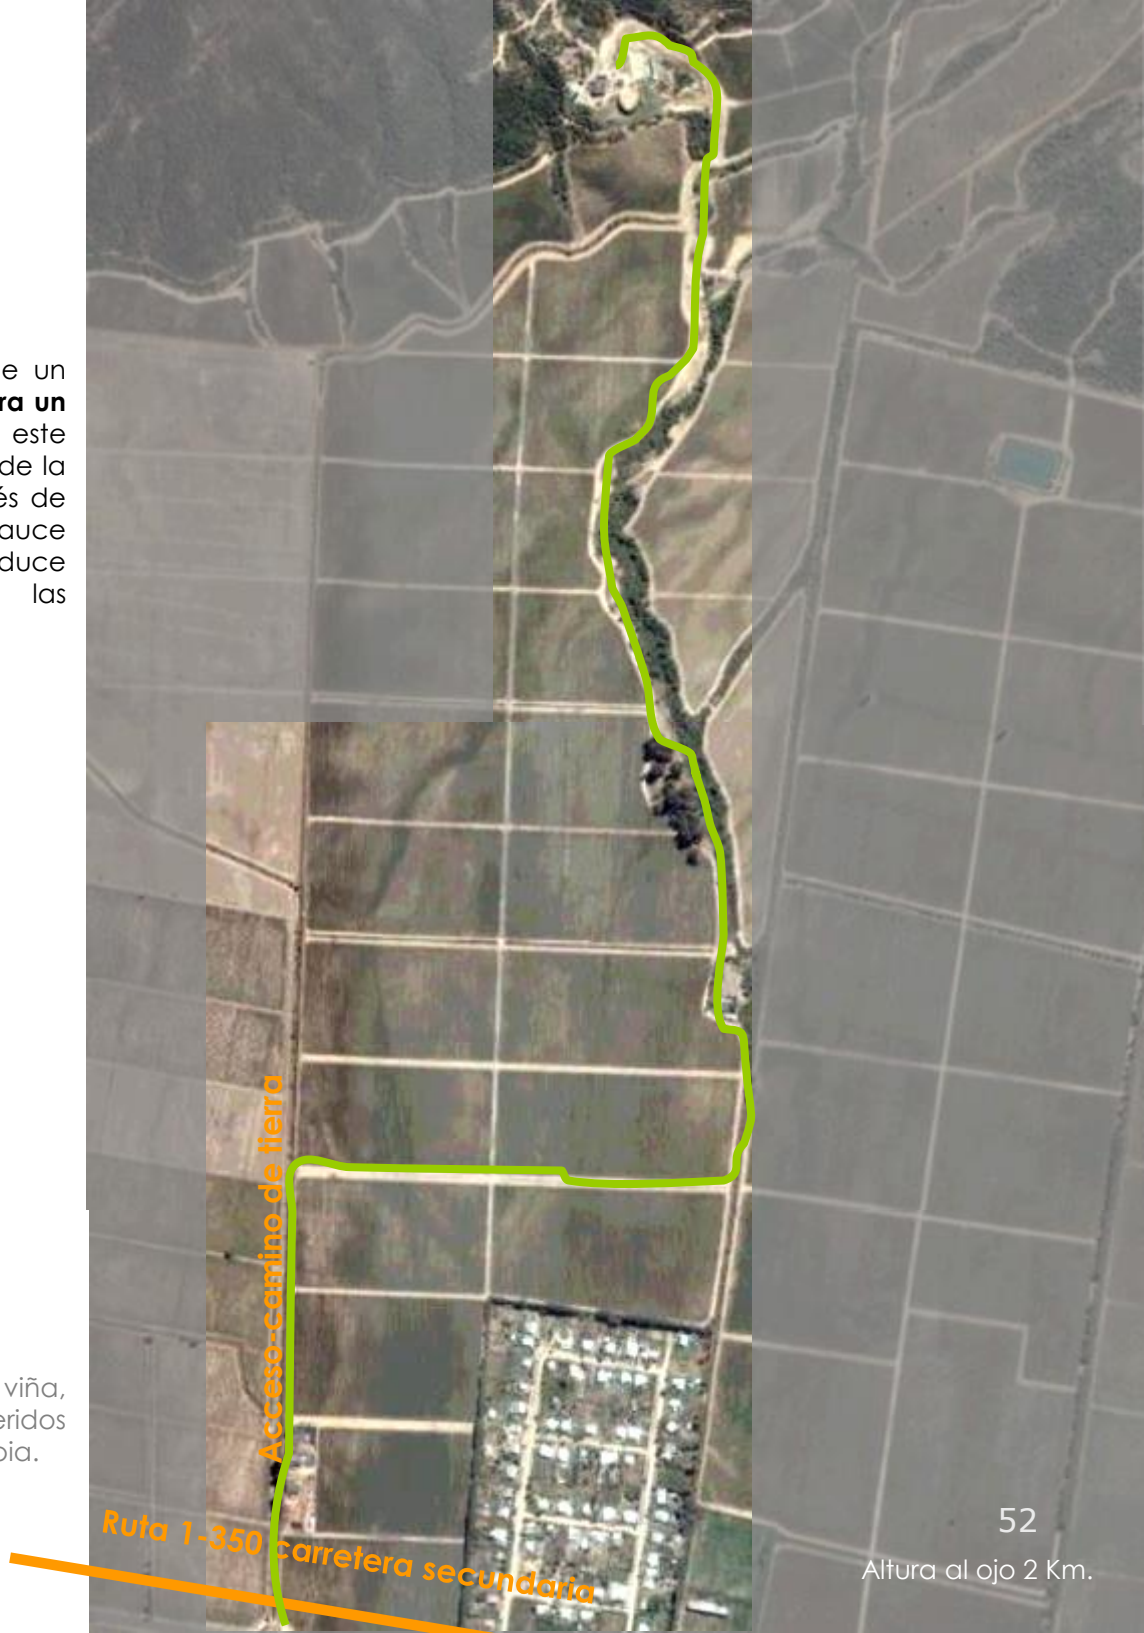 e un
ra un
este
de la
és de
auce
duce
las
Acceso-camino de tierra
viña,
eridos
bia.
Ruta 1-350 carretera secundaria
52
Altura al ojo 2 Km.